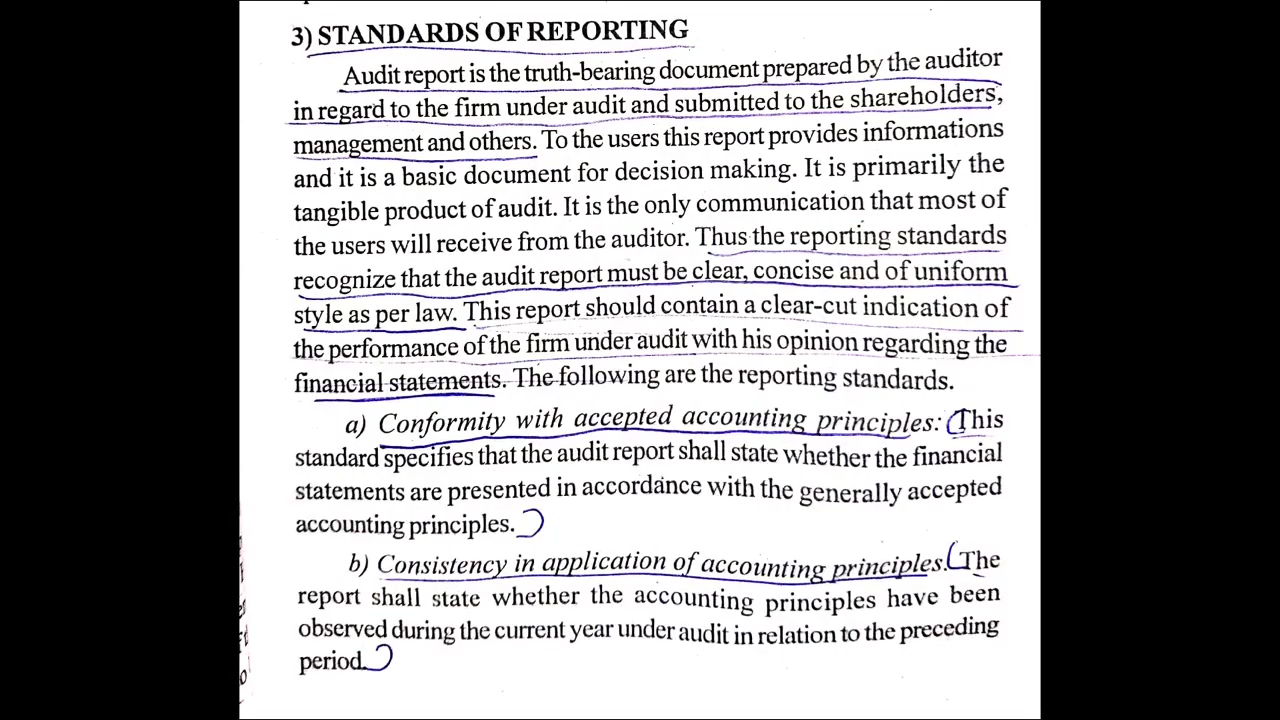 3) STANDARDS OF REPORTING
Audit report is the truth-bearing document prepared by the auditor
in regard to the firm under audit and submitted to the shareholders,
management and others. To the users this report provides informations
and it is a basic document for decision making. It is primarily the
tangible product of audit. It is the only communication that most of
the users will receive from the auditor. Thus the reporting standards
recognize that the audit report must be clear, concise and of uniform
style as per law. This report should contain a clear-cut indication of
the performance of the firm under audit with his opinion regarding the
financial statements. The following are the reporting standards.
a) Conformity with accepted accounting principles: (This
standard specifies that the audit report shall state whether the financial
statements are presented in accordance with the generally accepted
accounting principles.)
b) Consistency in application of accounting principles. (The
report shall state whether the accounting principles have been
observed during the current year under audit in relation to the preceding
period.)